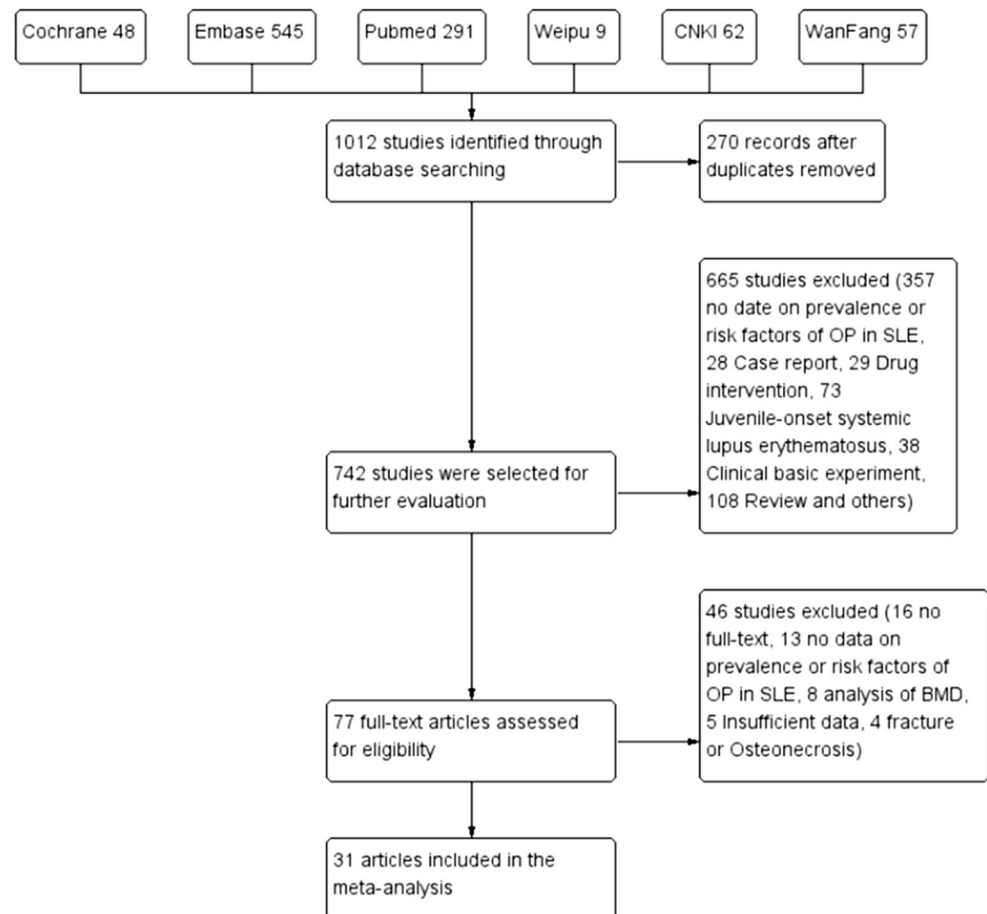 Cochrane 48
Embase 545
Pubmed 291
Weipu 9
CNKI 62
WanFang 57
1012 studies identified through
database searching
270 records after
duplicates removed
665 studies excluded (357
no date on prevalence or
risk factors of OP in SLE,
28 Case report, 29 Drug
intervention, 73
Juvenile-onset systemic
lupus erythematosus, 38
Clinical basic experiment,
108 Review and others)
742 studies were selected for
further evaluation
46 studies excluded (16 no
full-text, 13 no data on
prevalence or risk factors of
OP in SLE, 8 analysis of BMD,
5 Insufficient data, 4 fracture
or Osteonecrosis)
77 full-text articles assessed
for eligibility
31 articles included in the
meta-analysis